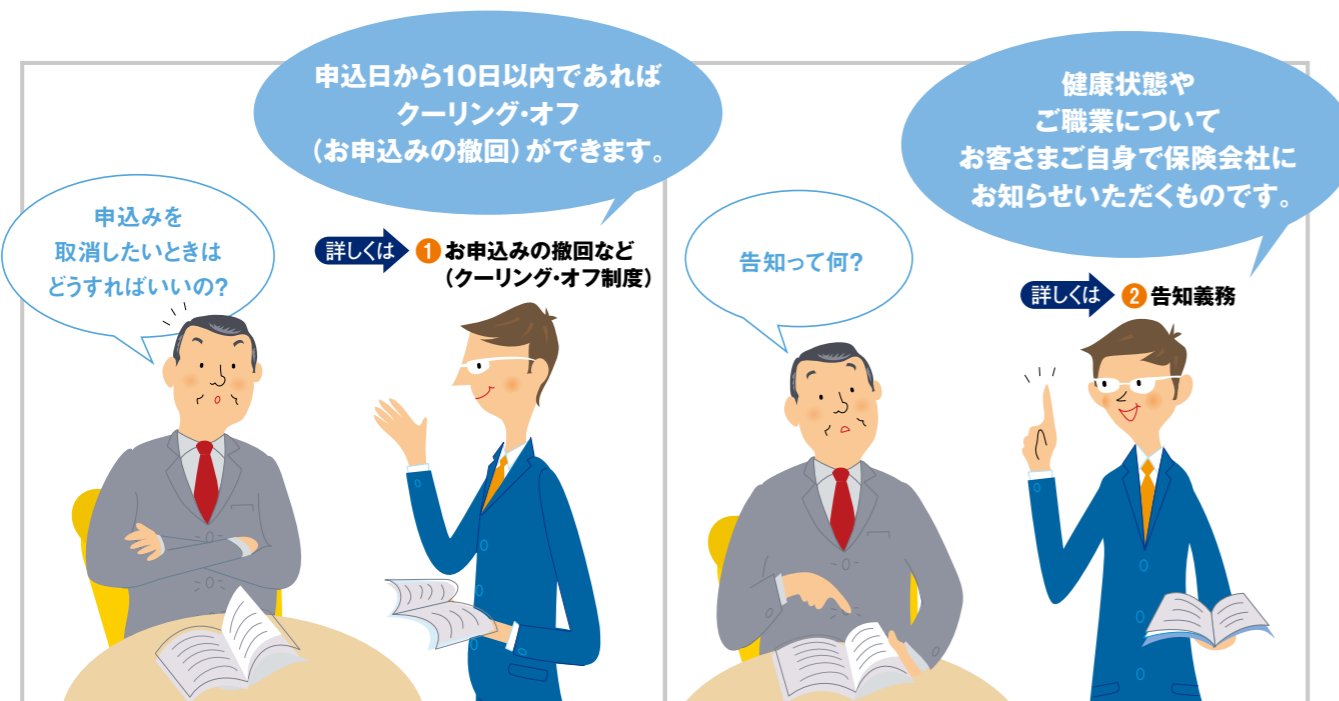 申込みを
取消したいときは
どうすればいいの?
申込日から10日以内であれば
クーリング・オフ
（お申込みの撤回）ができます。
詳しくは 1 お申込みの撤回など
（クーリング・オフ制度）
告知って何?
健康状態や
ご職業について
お客さまご自身で保険会社に
お知らせいただくものです。
詳しくは 2 告知義務